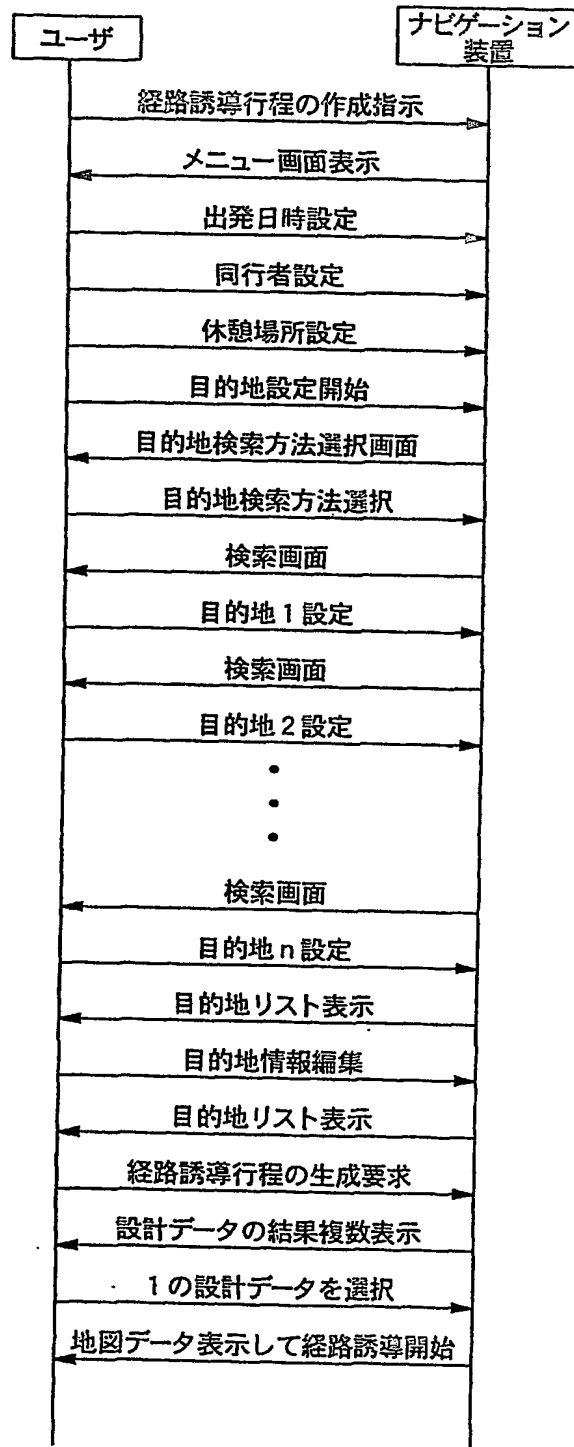 ユーザ
ナビゲーション
装置
経路誘導行程の作成指示
メニュー画面表示
出発日時設定
同行者設定
休憩場所設定
目的地設定開始
目的地検索方法選択画面
目的地検索方法選択
検索画面
目的地1設定
検索画面
目的地2設定
検索画面
目的地n設定
目的地リスト表示
目的地情報編集
目的地リスト表示
経路誘導行程の生成要求
設計データの結果複数表示
1の設計データを選択
地図データ表示して経路誘導開始